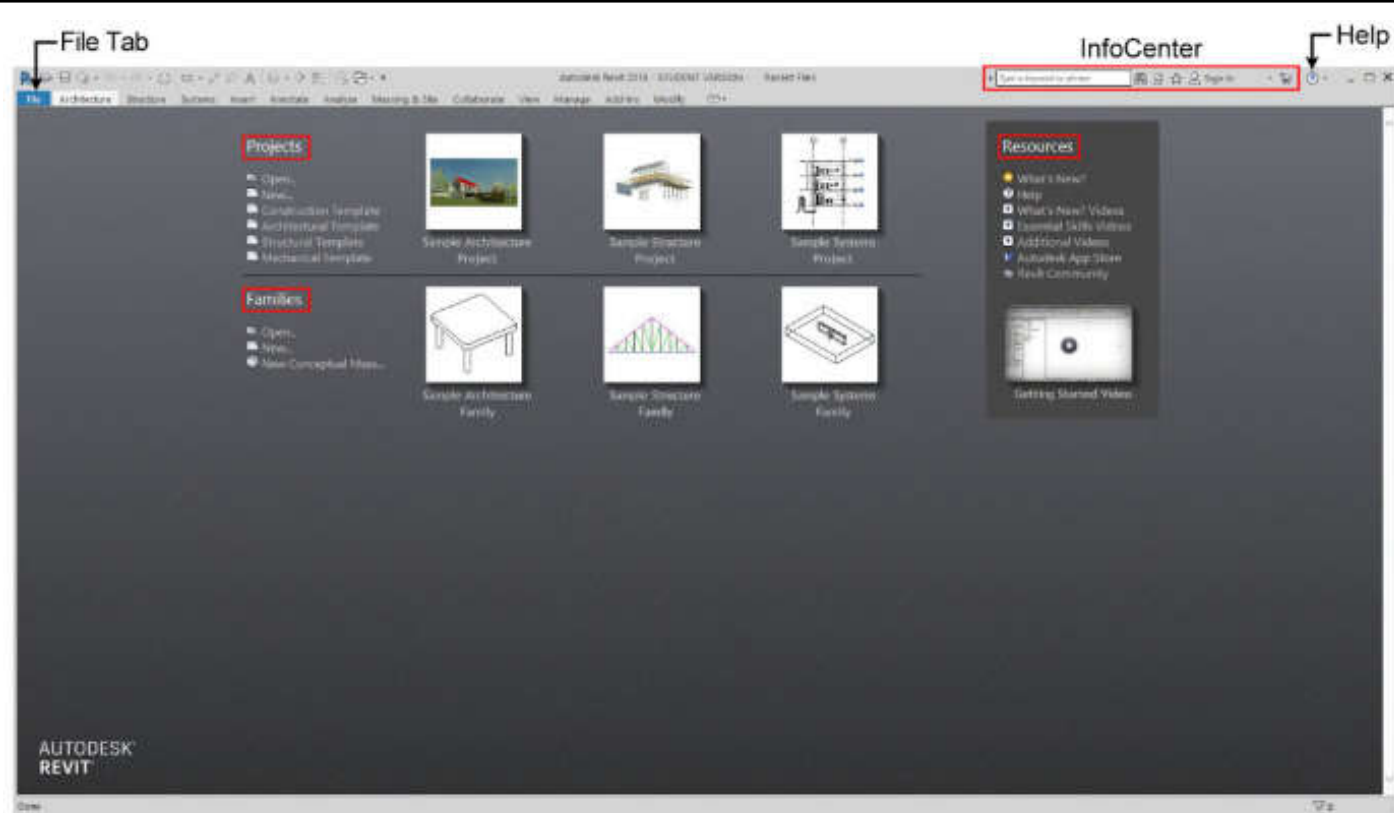 File Tab
InfoCenter
Help
Sign In
File Architecture Structure Systems Insert Annotate Analyze Massing & Site Collaborate View Manage Add-Ins Modify
Projects
Open...
New...
Construction Template
Architectural Template
Structural Template
Mechanical Template
Sample Architecture
Project
Sample Structure
Project
Sample Systems
Project
Families
Open...
New...
New Conceptual Mass...
Sample Architecture
Family
Sample Structure
Family
Sample Systems
Family
Resources
What's New?
Help
What's New? Videos
Essential Skills Videos
Additional Videos
Autodesk App Store
Revit Community
Getting Started Video
AUTODESK
REVIT